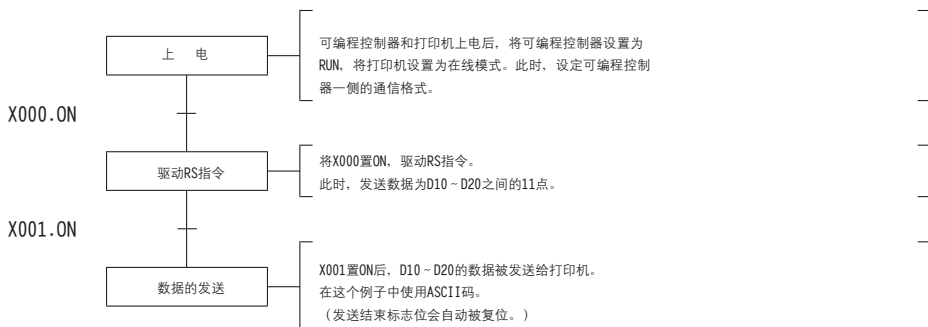 上 电
可编程控制器和打印机上电后，将可编程控制器设置为
RUN，将打印机设置为在线模式。此时，设定可编程控制
器一侧的通信格式。
X000.ON
驱动RS指令
将X000置ON，驱动RS指令。
此时，发送数据为D10～D20之间的11点。
X001.ON
数据的发送
X001置ON后，D10～D20的数据被发送给打印机。
在这个例子中使用ASCII码。
（发送结束标志位会自动被复位。）